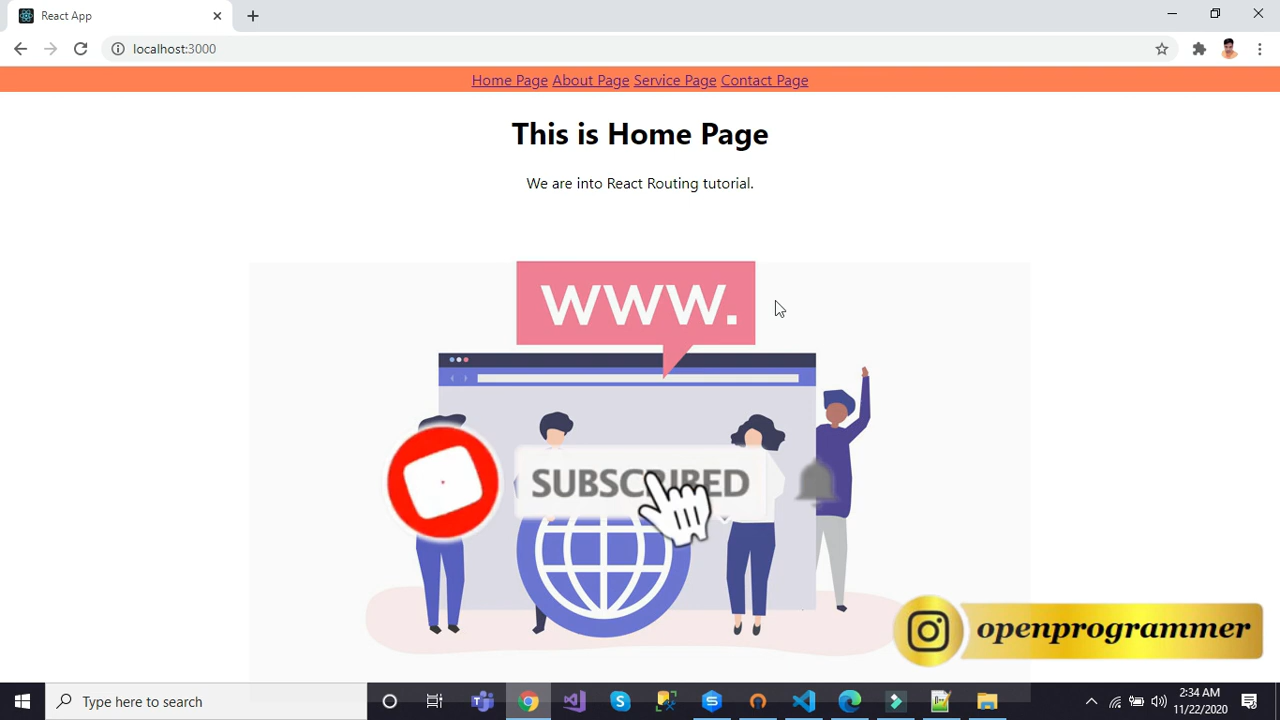 React App
localhost:3000
Home Page About Page Service Page Contact Page
This is Home Page
We are into React Routing tutorial.
www.
SUBSCRIBED
openprogrammer
Type here to search
2:34 AM
11/22/2020